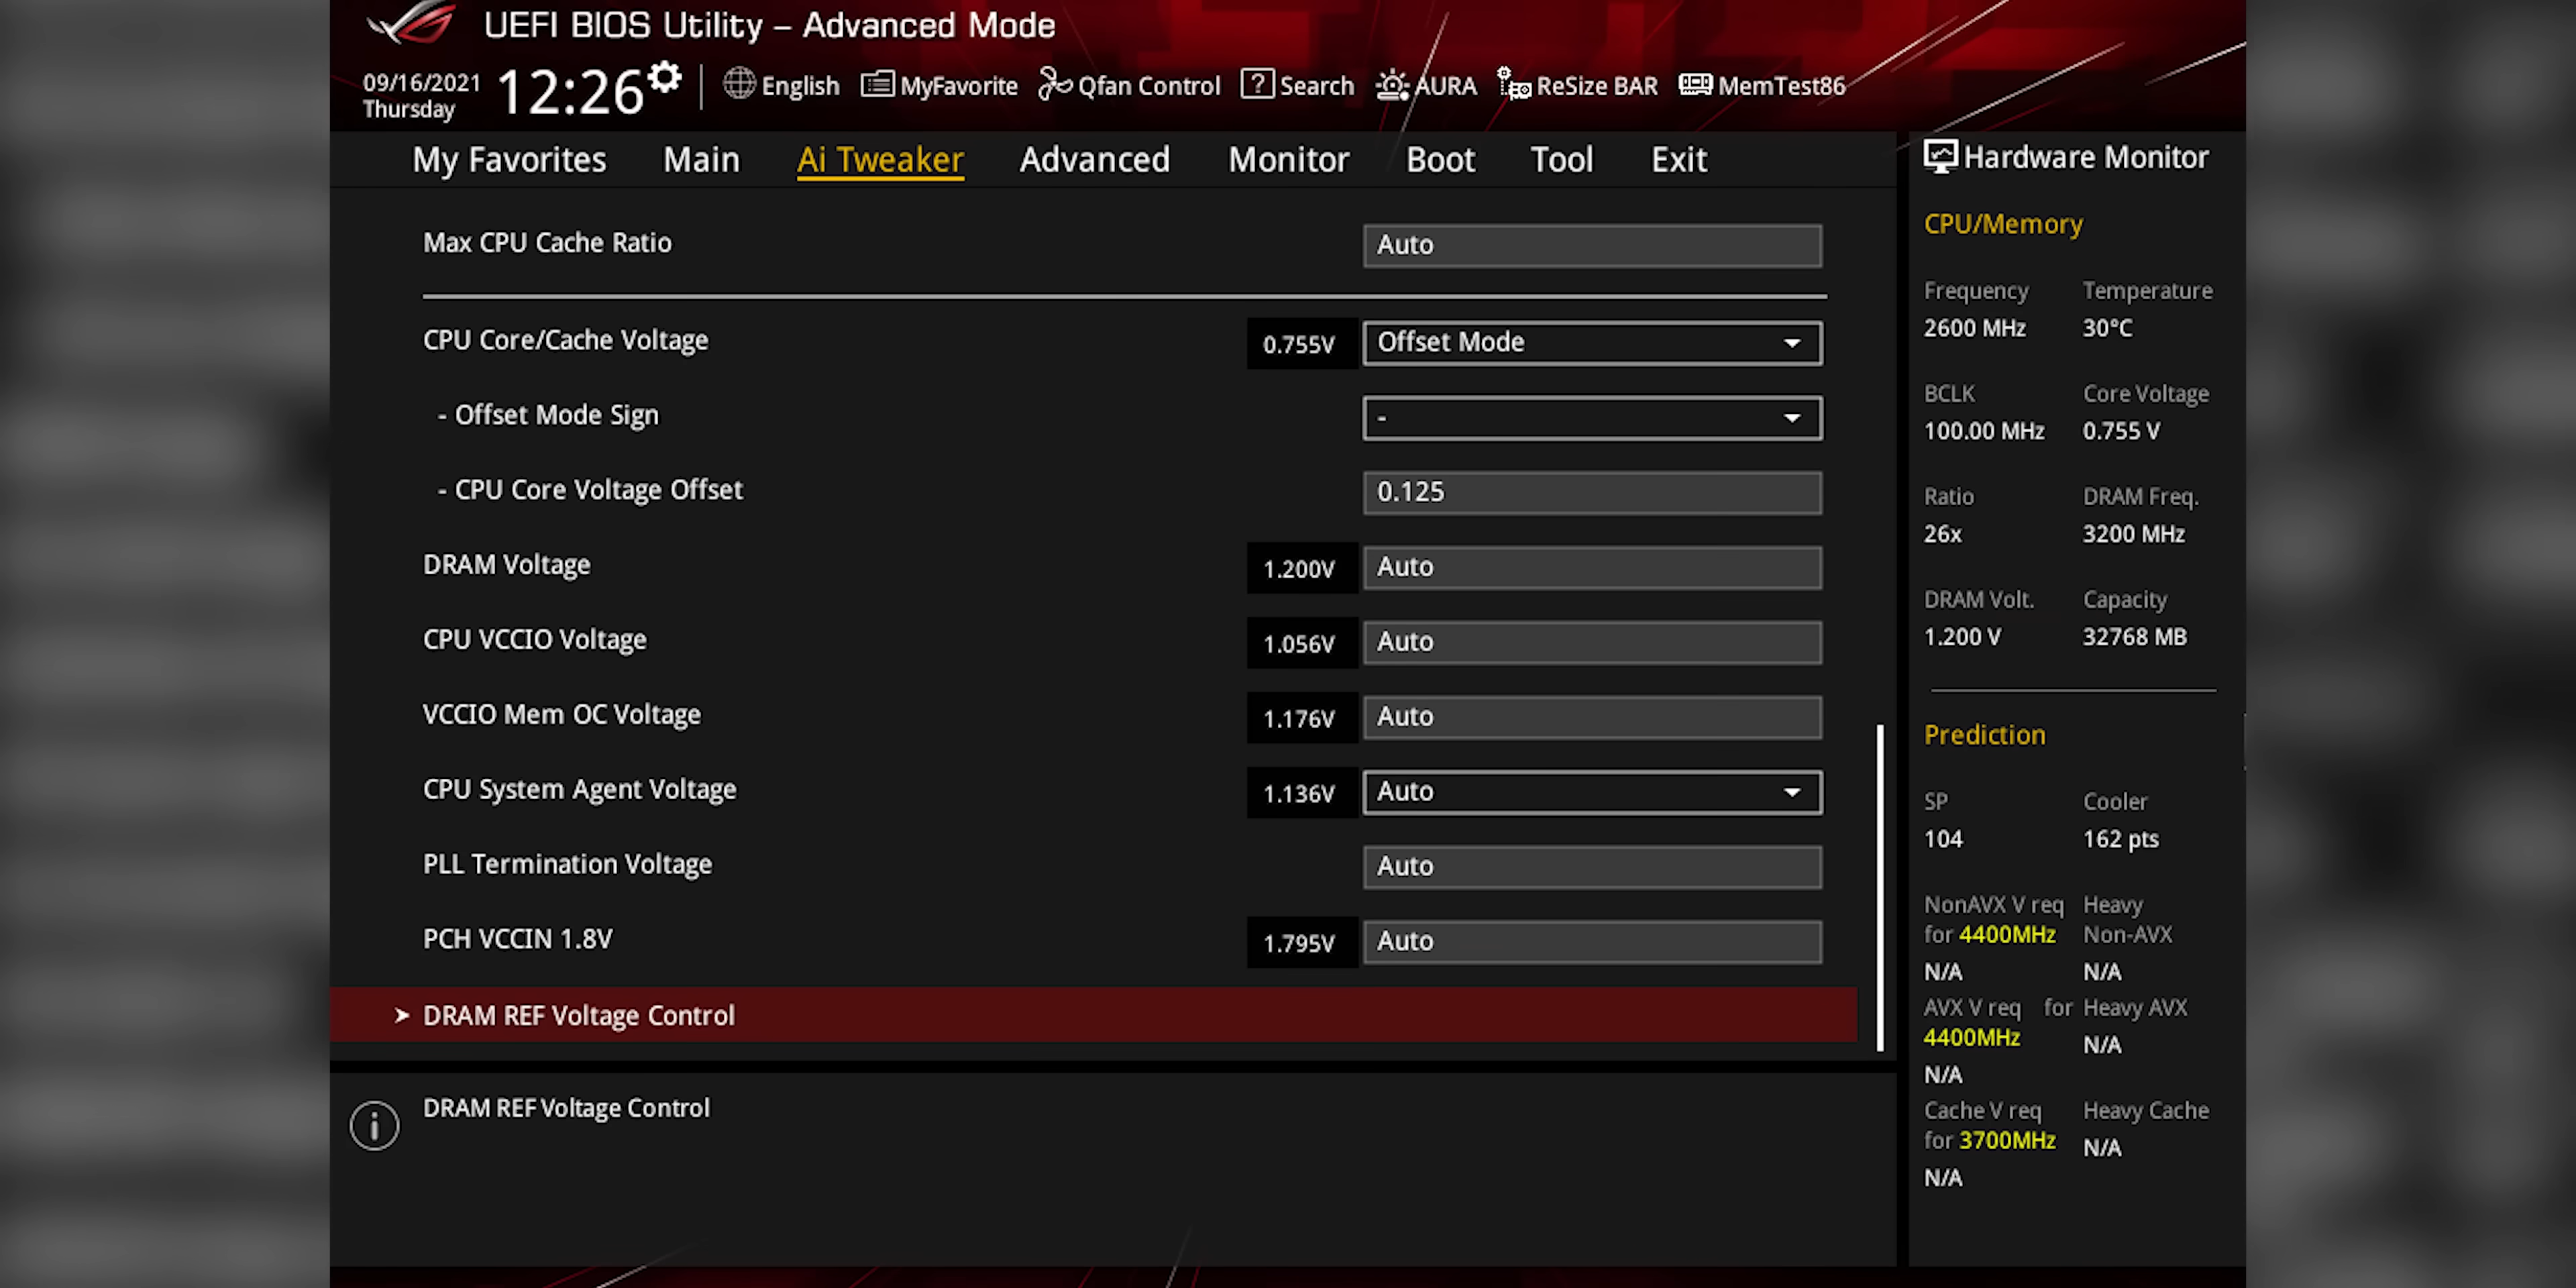 UEFI BIOS Utility – Advanced Mode
09/16/2021
Thursday
12:26
English
MyFavorite
Qfan Control
? Search
AURA
ReSize BAR
MemTest86
My Favorites
Main
Ai Tweaker
Advanced
Monitor
Boot
Tool
Exit
Max CPU Cache Ratio
Auto
CPU Core/Cache Voltage
0.755V
Offset Mode
- Offset Mode Sign
-
- CPU Core Voltage Offset
0.125
DRAM Voltage
1.200V
Auto
CPU VCCIO Voltage
1.056V
Auto
VCCIO Mem OC Voltage
1.176V
Auto
CPU System Agent Voltage
1.136V
Auto
PLL Termination Voltage
Auto
PCH VCCIN 1.8V
1.795V
Auto
DRAM REF Voltage Control
i DRAM REF Voltage Control
Hardware Monitor
CPU/Memory
Frequency
Temperature
2600 MHz
30°C
BCLK
Core Voltage
100.00 MHz
0.755 V
Ratio
DRAM Freq.
26x
3200 MHz
DRAM Volt.
Capacity
1.200 V
32768 MB
Prediction
SP
Cooler
104
162 pts
NonAVX V req
for 4400MHz
Heavy
Non-AVX
N/A
N/A
AVX V req for
4400MHz
Heavy AVX
N/A
N/A
Cache V req
for 3700MHz
Heavy Cache
N/A
N/A